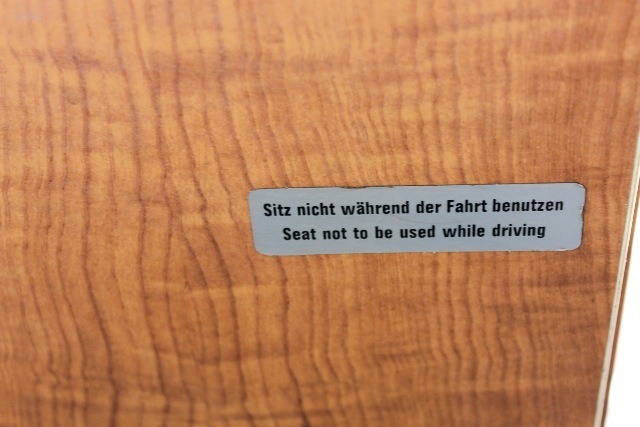 Sitz nicht während der Fahrt benutzen
Seat not to be used while driving